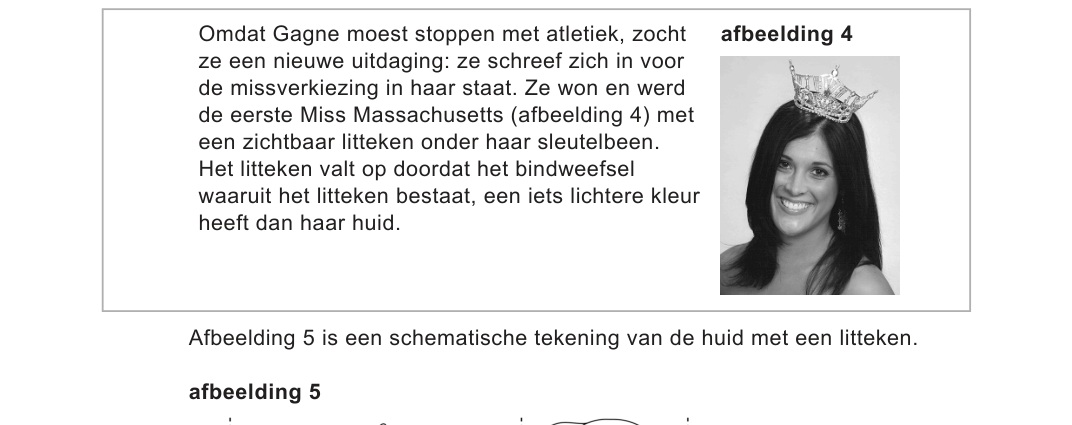 Omdat Gagne moest stoppen met atletiek, zocht
ze een nieuwe uitdaging: ze schreef zich in voor
de missverkiezing in haar staat. Ze won en werd
de eerste Miss Massachusetts (afbeelding 4) met
een zichtbaar litteken onder haar sleutelbeen.
Het litteken valt op doordat het bindweefsel
waaruit het litteken bestaat, een iets lichtere kleur
heeft dan haar huid.
afbeelding 4
Afbeelding 5 is een schematische tekening van de huid met een litteken.
afbeelding 5